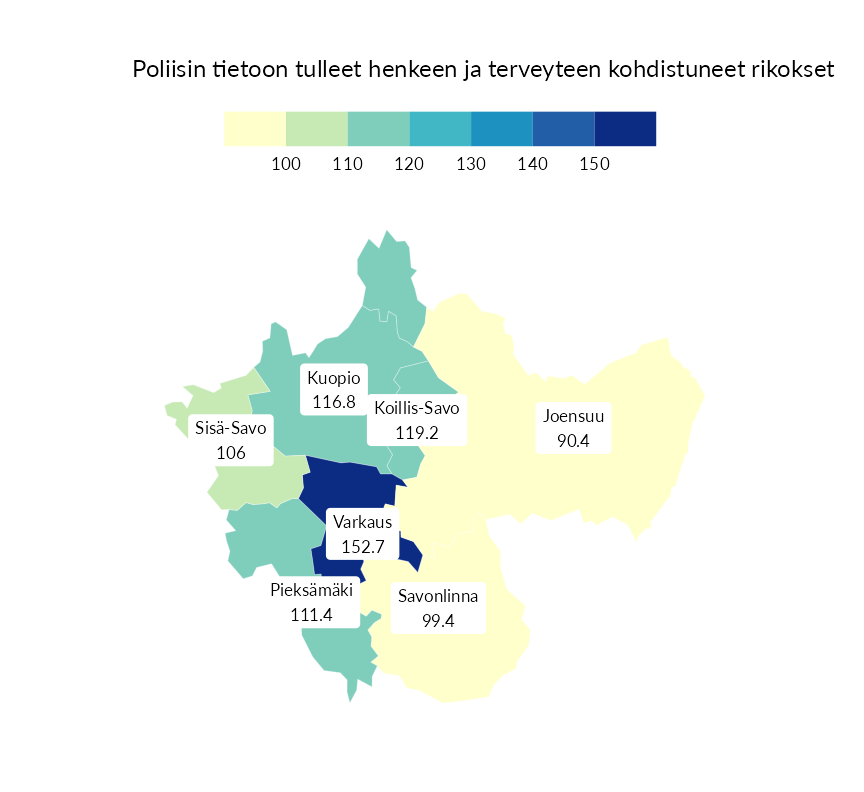 Poliisin tietoon tulleet henkeen ja terveyteen kohdistuneet rikokset
100 110 120 130 140 150
Kuopio
116.8
Koillis-Savo
119.2
Joensuu
90.4
Sisä-Savo
106
Varkaus
152.7
Pieksämäki
111.4
Savonlinna
99.4